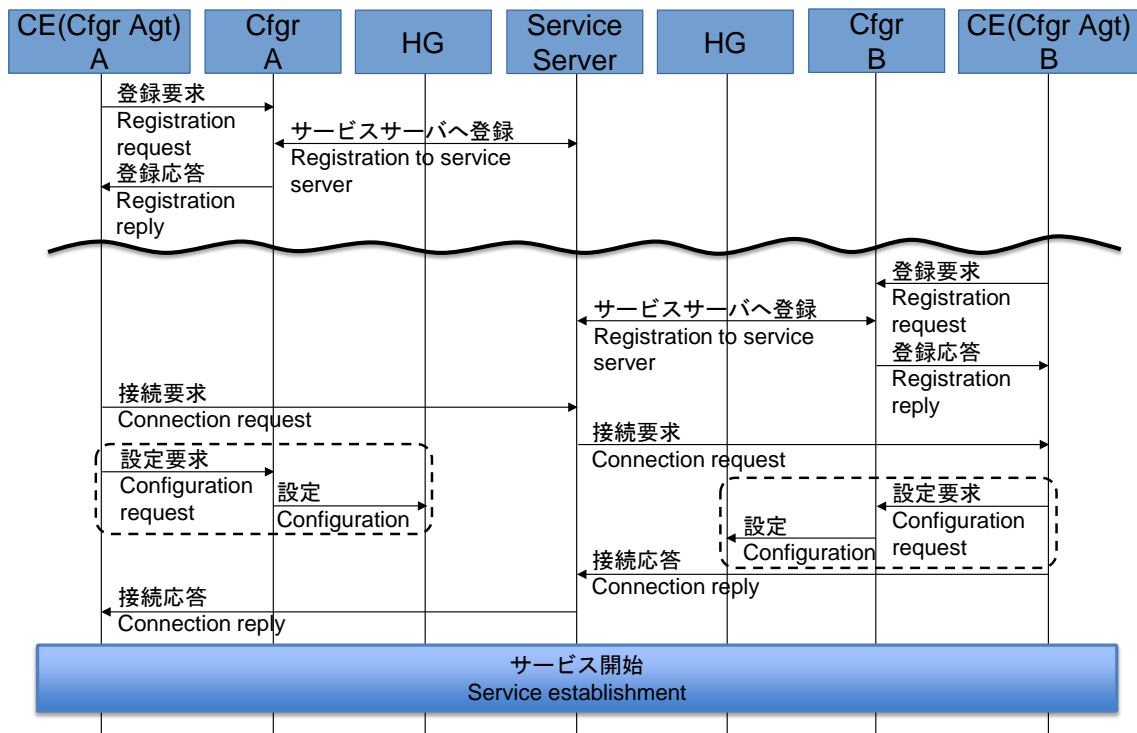 CE(Cfgr Agt)
A
Cfgr
A
HG
Service
Server
HG
Cfgr
B
CE(Cfgr Agt)
B
登録要求
Registration
request
サービスサーバへ登録
Registration to service
server
登録応答
Registration
reply
登録要求
Registration
request
サービスサーバへ登録
Registration to service
server
登録応答
Registration
reply
接続要求
Connection request
接続要求
Connection request
設定要求
Configuration
request
設定
Configuration
設定要求
Configuration
request
設定
Configuration
接続応答
Connection reply
接続応答
Connection reply
サービス開始
Service establishment